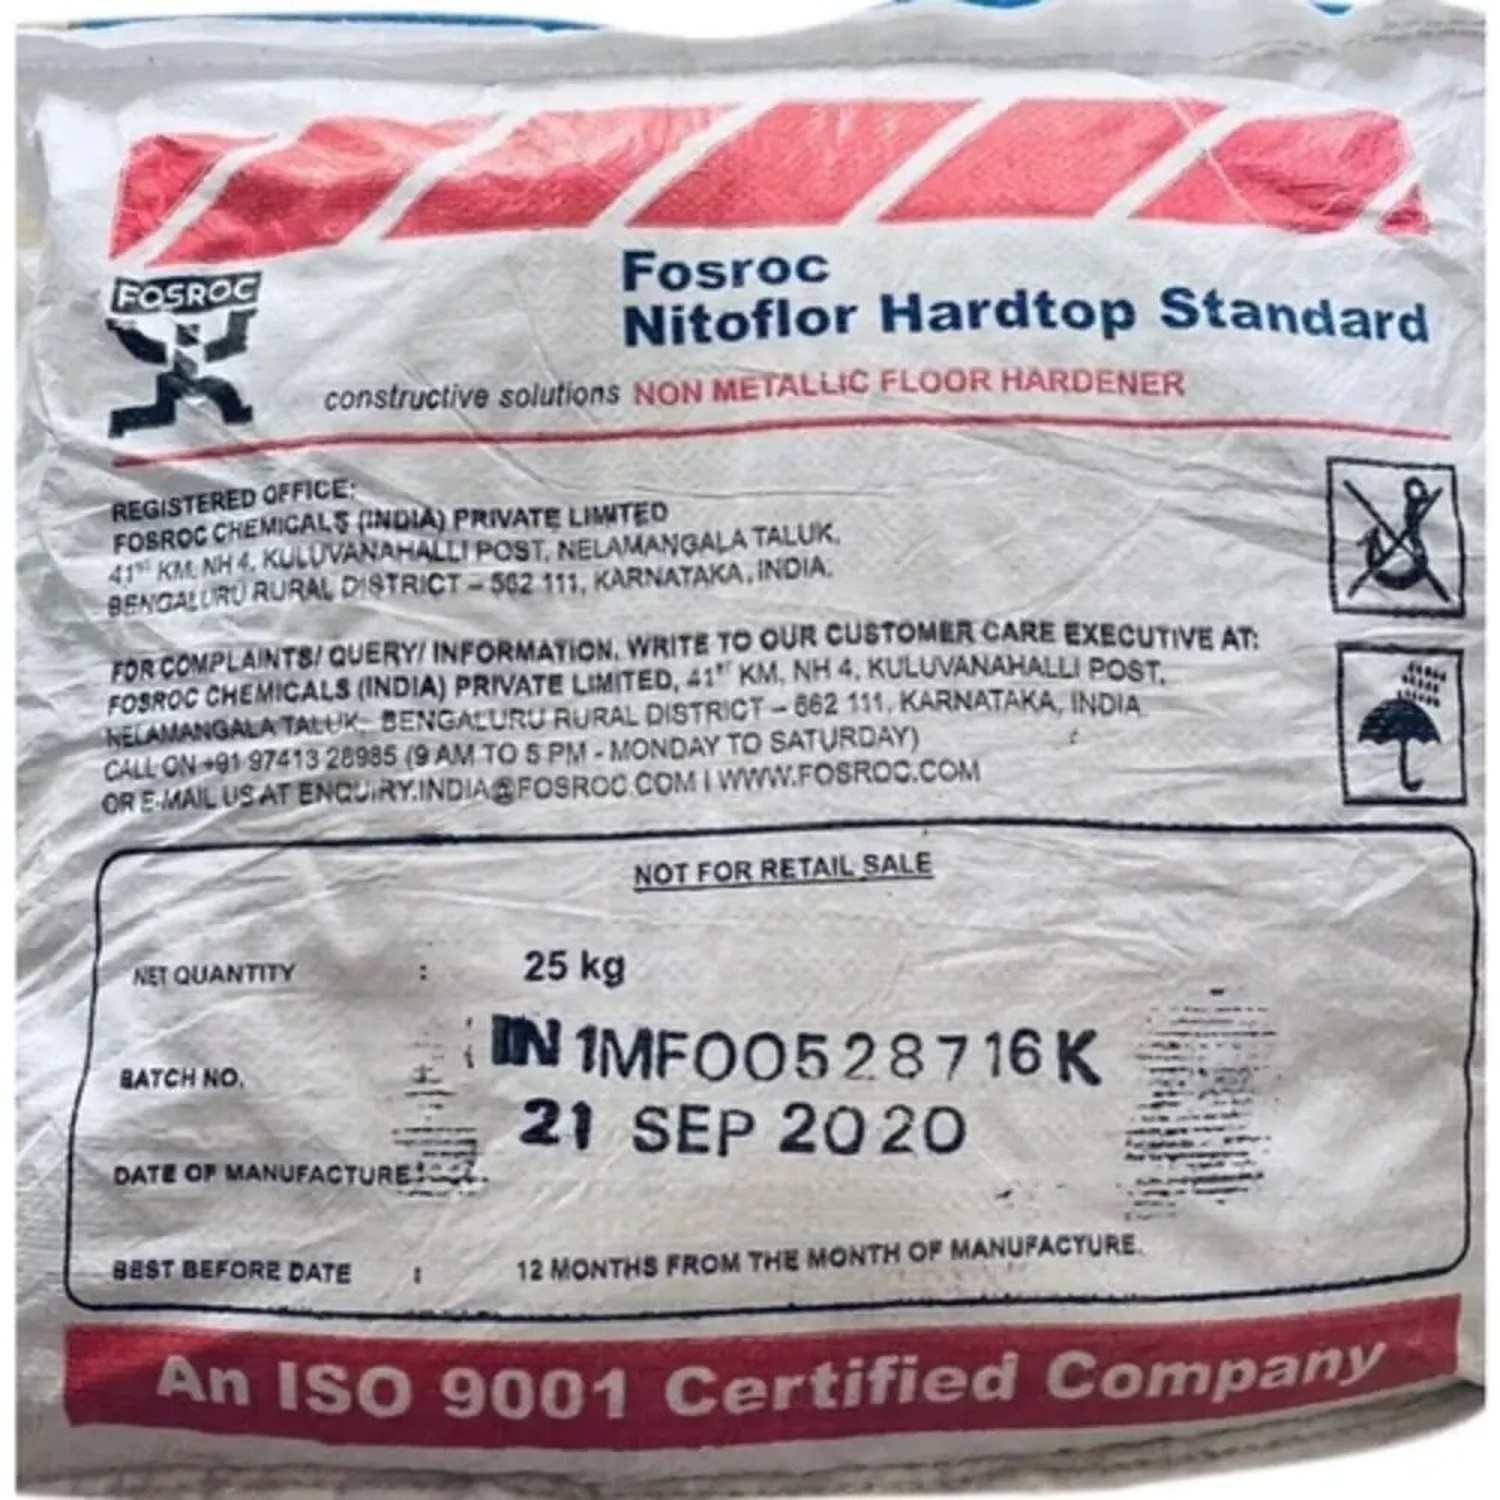 Fosroc
Nitoflor Hardtop Standard
FOSROC
constructive solutions NON METALLIC FLOOR HARDENER
REGISTERED OFFICE:
FOSROC CHEMICALS (INDIA) PRIVATE LIMITED
41ST KM, NH 4, KULUVANAHALLI POST, NELAMANGALA TALUK,
BENGALURU RURAL DISTRICT – 562 111, KARNATAKA, INDIA.
FOR COMPLAINTS/ QUERY/ INFORMATION, WRITE TO OUR CUSTOMER CARE EXECUTIVE AT:
FOSROC CHEMICALS (INDIA) PRIVATE LIMITED, 41ST KM, NH 4, KULUVANAHALLI POST,
NELAMANGALA TALUK, BENGALURU RURAL DISTRICT – 562 111, KARNATAKA, INDIA
CALL ON +91 97413 28985 (9 AM TO 5 PM - MONDAY TO SATURDAY)
OR E-MAIL US AT ENQUIRY.INDIA@FOSROC.COM I WWW.FOSROC.COM
NOT FOR RETAIL SALE
NET QUANTITY : 25 kg
BATCH NO. : IN1MF00528716K
DATE OF MANUFACTURE : 21 SEP 2020
BEST BEFORE DATE : 12 MONTHS FROM THE MONTH OF MANUFACTURE.
An ISO 9001 Certified Company